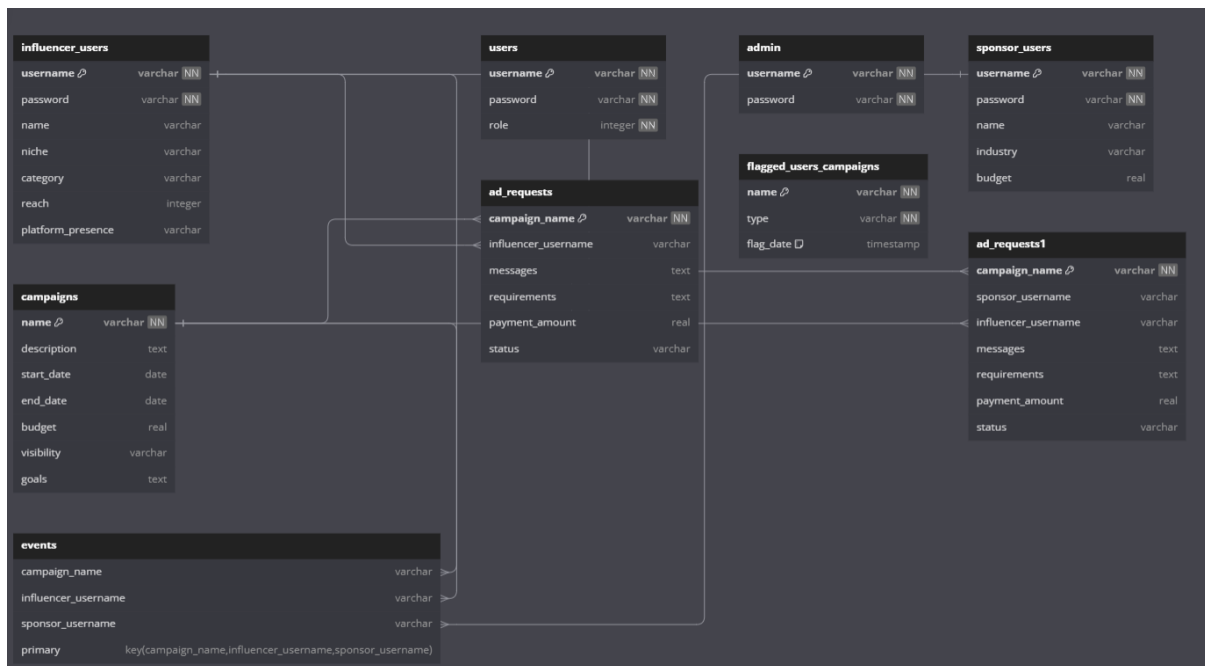 influencer_users
username varchar NN
password varchar NN
name varchar
niche varchar
category varchar
reach integer
platform_presence varchar
users
username varchar NN
password varchar NN
role integer NN
admin
username varchar NN
password varchar NN
sponsor_users
username varchar NN
password varchar NN
name varchar
industry varchar
budget real
flagged_users_campaigns
name varchar NN
type varchar NN
flag_date timestamp
ad_requests
campaign_name varchar NN
influencer_username varchar
messages text
requirements text
payment_amount real
status varchar
ad_requests1
campaign_name varchar NN
sponsor_username varchar
influencer_username varchar
messages text
requirements text
payment_amount real
status varchar
campaigns
name varchar NN
description text
start_date date
end_date date
budget real
visibility varchar
goals text
events
campaign_name varchar
influencer_username varchar
sponsor_username varchar
primary key(campaign_name,influencer_username,sponsor_username)